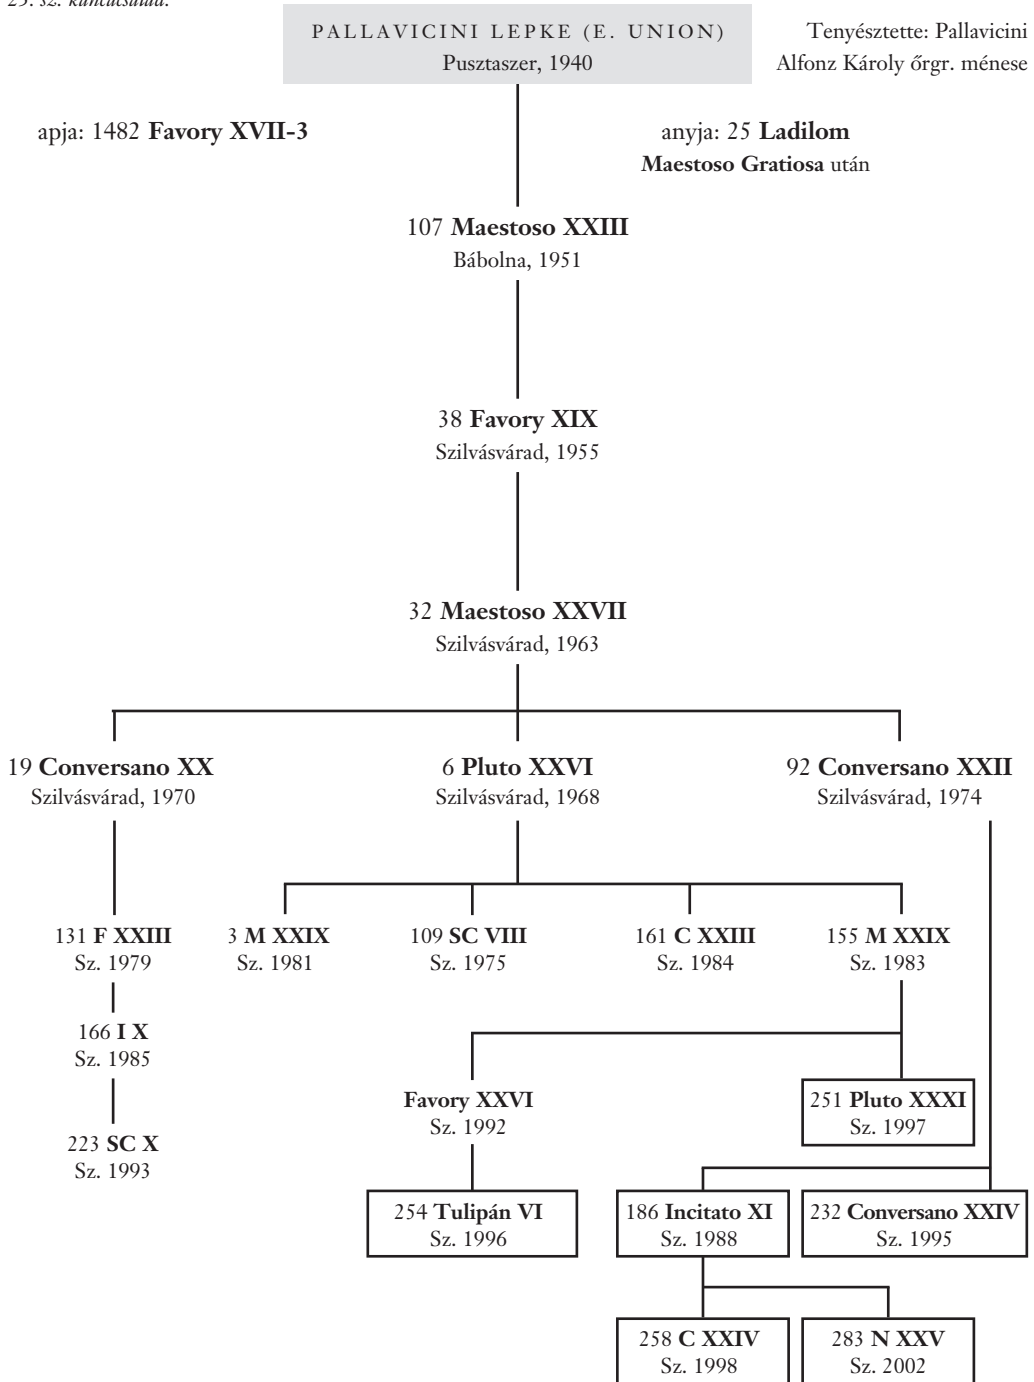 25. sz. kancacsalád.
PALLAVICINI LEPKE (E. UNION)
Pusztaszer, 1940
Tenyésztette: Pallavicini
Alfonz Károly őrgr. ménese
apja: 1482 Favory XVII-3
anyja: 25 Ladilom
Maestoso Gratiosa után
107 Maestoso XXIII
Bábolna, 1951
38 Favory XIX
Szilvásvárad, 1955
32 Maestoso XXVII
Szilvásvárad, 1963
19 Conversano XX
Szilvásvárad, 1970
6 Pluto XXVI
Szilvásvárad, 1968
92 Conversano XXII
Szilvásvárad, 1974
131 F XXIII
Sz. 1979
3 M XXIX
Sz. 1981
109 SC VIII
Sz. 1975
161 C XXIII
Sz. 1984
155 M XXIX
Sz. 1983
166 I X
Sz. 1985
Favory XXVI
Sz. 1992
251 Pluto XXXI
Sz. 1997
223 SC X
Sz. 1993
254 Tulipán VI
Sz. 1996
186 Incitato XI
Sz. 1988
232 Conversano XXIV
Sz. 1995
258 C XXIV
Sz. 1998
283 N XXV
Sz. 2002